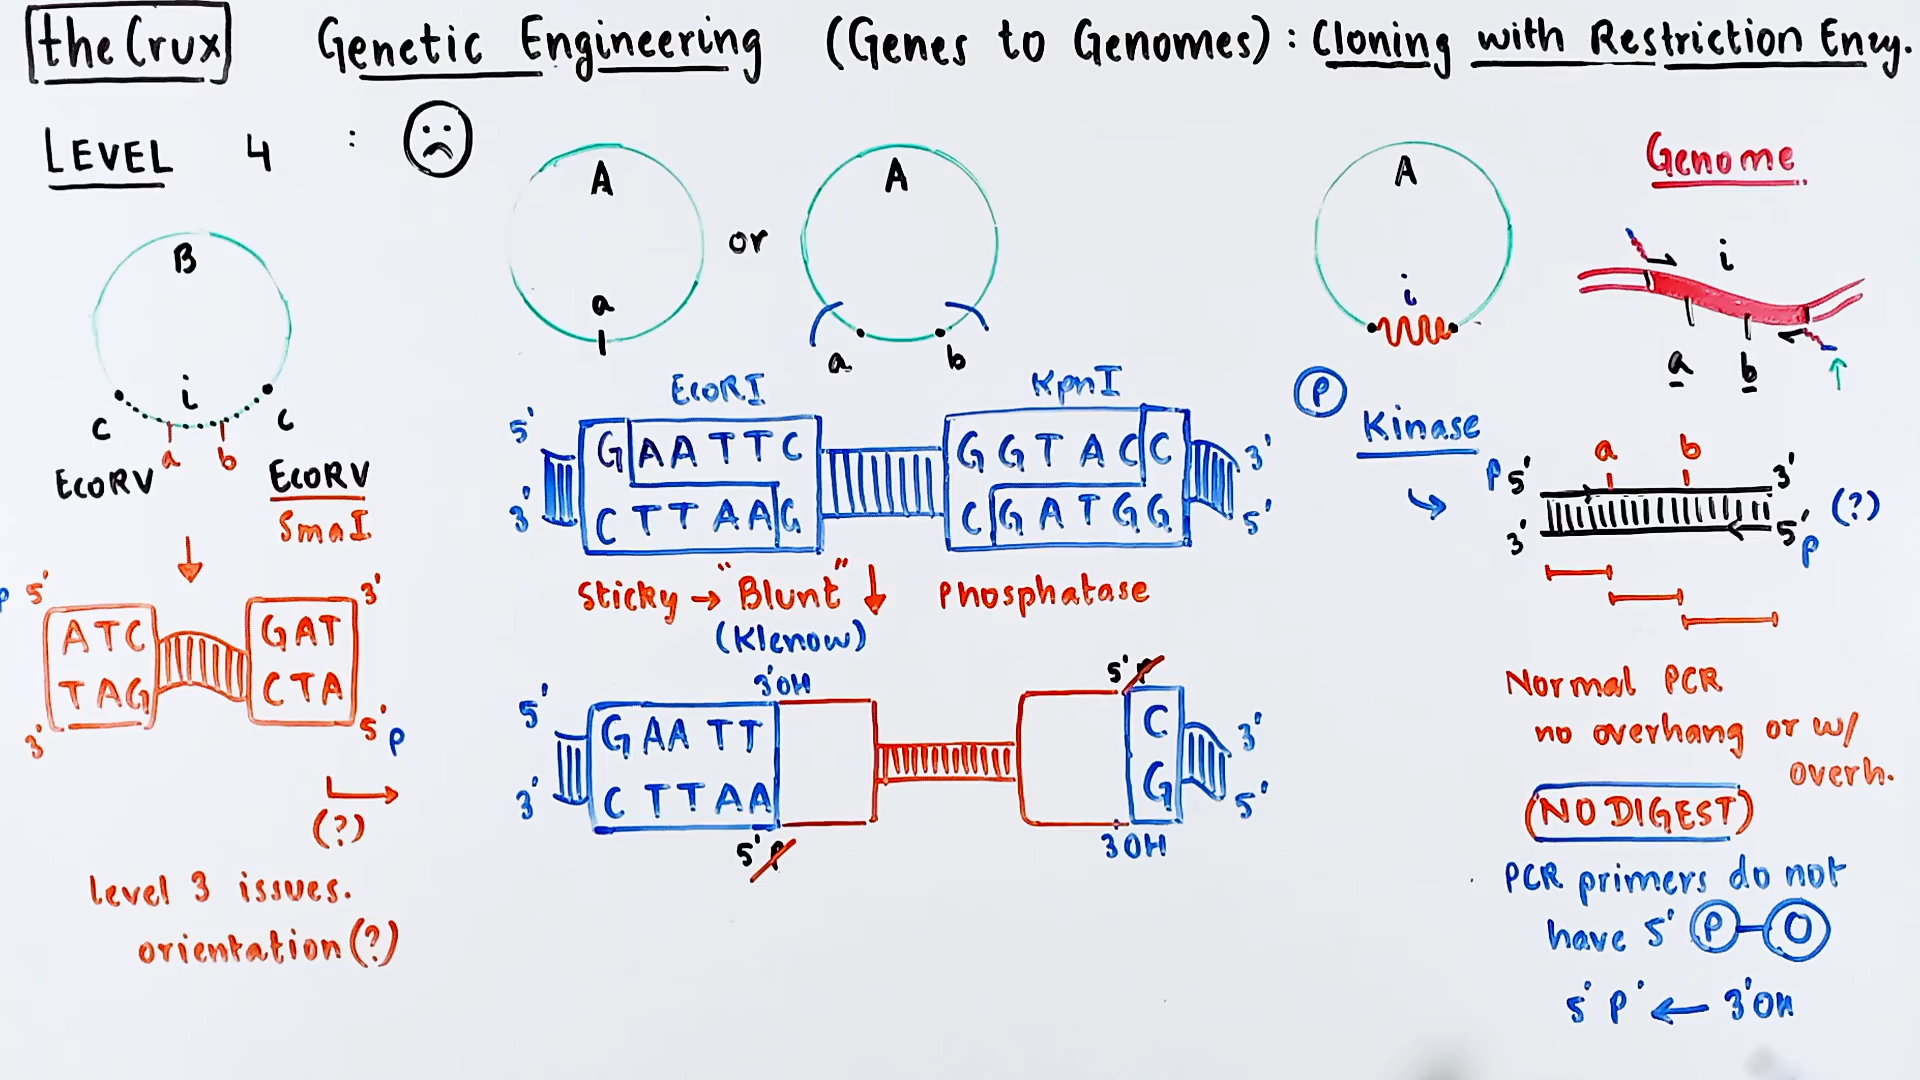 the Crux
Genetic Engineering (Genes to Genomes) : Cloning with Restriction Enzy.
LEVEL 4 :
B
i
c
c
a
b
EcoRV
EcoRV
SmaI
P 5'
3'
ATC
TAG
GAT
CTA
3'
5' P
(?)
Level 3 issues.
orientation (?)
A
a
or
A
a
b
EcoRI
KpnI
5'
3'
GAATTC
CTTAAG
GGTACC
CGATGG
3'
5'
Sticky → "Blunt" ↓ Phosphatase
(Klenow)
3'OH
5' P
5'
3'
GAATT
CTTAA
C
G
3'
5'
5' P
3 OH
A
i
Genome
i
a
b
P
Kinase
a
b
P 5'
3'
3'
5' P
(?)
Normal PCR
no overhang or w/
overh.
(NO DIGEST)
PCR primers do not
have 5' P-O
5' P ← 3'OH